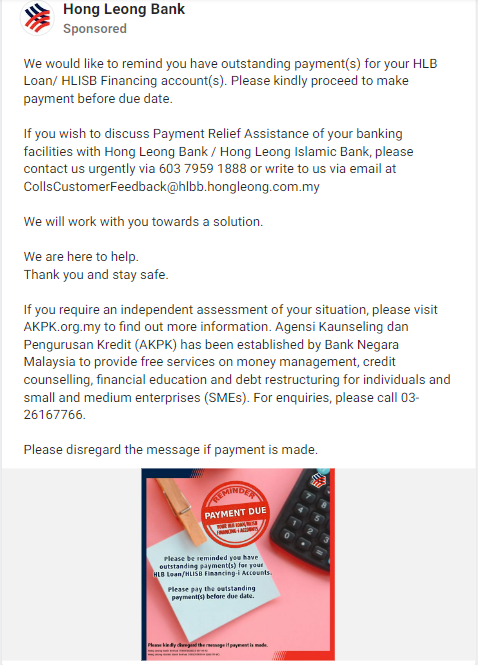 Hong Leong Bank
Sponsored
We would like to remind you have outstanding payment(s) for your HLB
Loan/ HLISB Financing account(s). Please kindly proceed to make
payment before due date.
If you wish to discuss Payment Relief Assistance of your banking
facilities with Hong Leong Bank / Hong Leong Islamic Bank, please
contact us urgently via 603 7959 1888 or write to us via email at
CollsCustomerFeedback@hlbb.hongleong.com.my
We will work with you towards a solution.
We are here to help.
Thank you and stay safe.
If you require an independent assessment of your situation, please visit
AKPK.org.my to find out more information. Agensi Kaunseling dan
Pengurusan Kredit (AKPK) has been established by Bank Negara
Malaysia to provide free services on money management, credit
counselling, financial education and debt restructuring for individuals and
small and medium enterprises (SMEs). For enquiries, please call 03-
26167766.
Please disregard the message if payment is made.
REMINDER
PAYMENT DUE
FINANCING-i ACCOUNTS
Please be reminded you have
outstanding payment(s) for your
HLB Loan/HLISB Financing-i Accounts.
Please pay the outstanding
payment(s) before due date.
Please kindly disregard the message if payment is made.